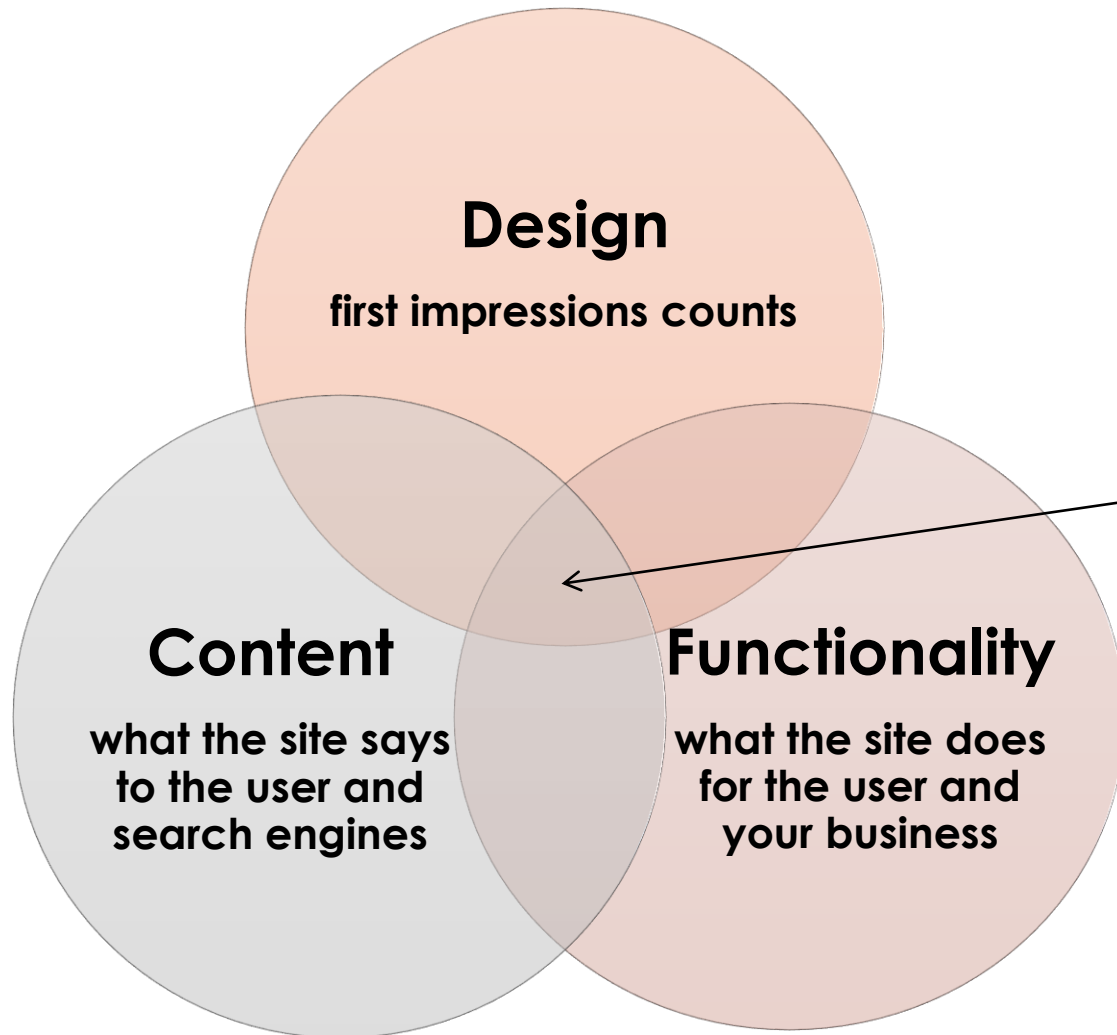 Design
first impressions counts
Content
what the site says
to the user and
search engines
Functionality
what the site does
for the user and
your business